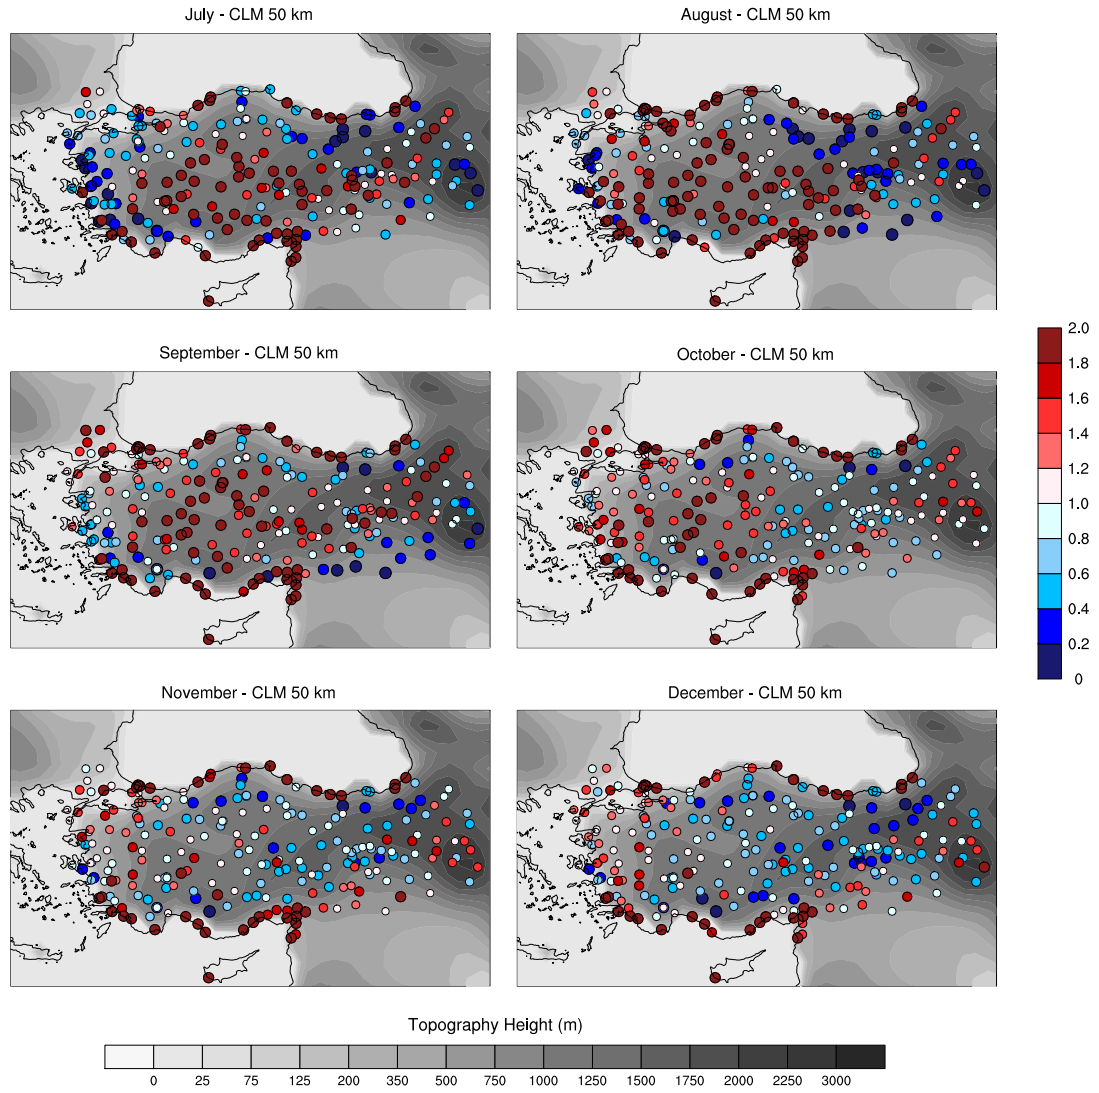 July - CLM 50 km
August - CLM 50 km
September - CLM 50 km
October - CLM 50 km
2.0
1.8
1.6
1.4
1.2
1.0
0.8
0.6
0.4
0.2
0
November - CLM 50 km
December - CLM 50 km
Topography Height (m)
0 25 75 125 200 350 500 750 1000 1250 1500 1750 2000 2250 3000